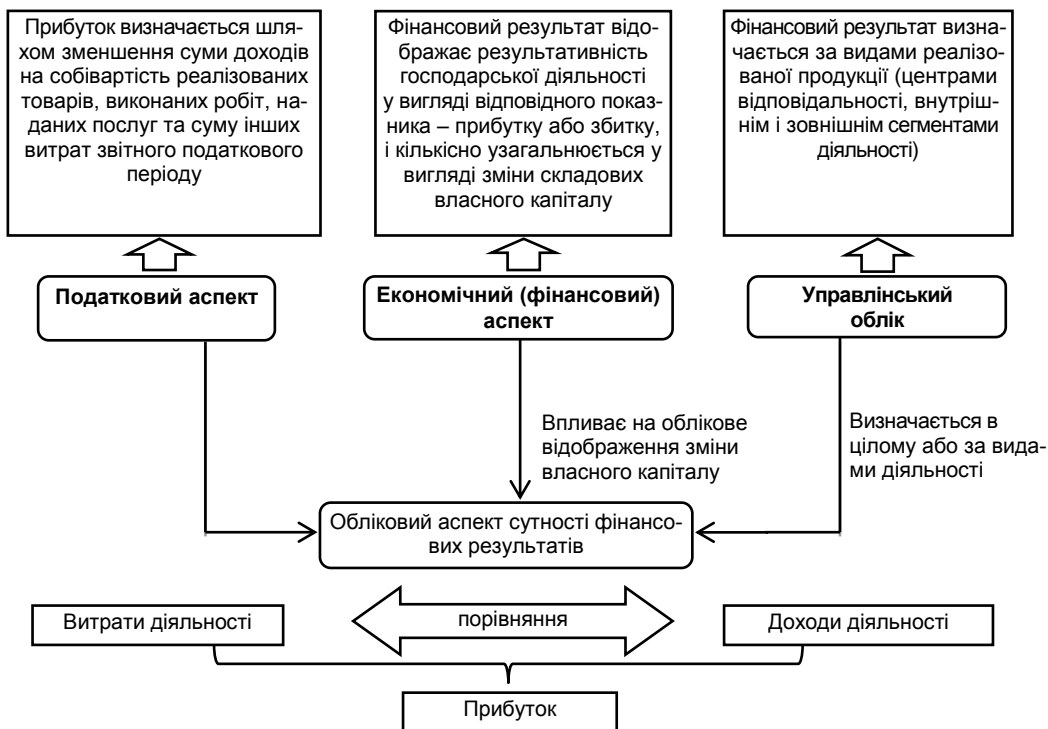 Прибуток визначається шля-
хом зменшення суми доходів
на собівартість реалізованих
товарів, виконаних робіт, на-
даних послуг та суму інших
витрат звітного податкового
періоду
Фінансовий результат відо-
бражає результативність
господарської діяльності
у вигляді відповідного показ-
ника – прибутку або збитку,
і кількісно узагальнюється у
вигляді зміни складових
власного капіталу
Фінансовий результат визна-
чається за видами реалізо-
ваної продукції (центрами
відповідальності, внутріш-
нім і зовнішнім сегментами
діяльності)
Податковий аспект
Економічний (фінансовий)
аспект
Управлінський
облік
Впливає на облікове
відображення зміни
власного капіталу
Визначається в
цілому або за вида-
ми діяльності
Обліковий аспект сутності фінансо-
вих результатів
Витрати діяльності
порівняння
Доходи діяльності
Прибуток